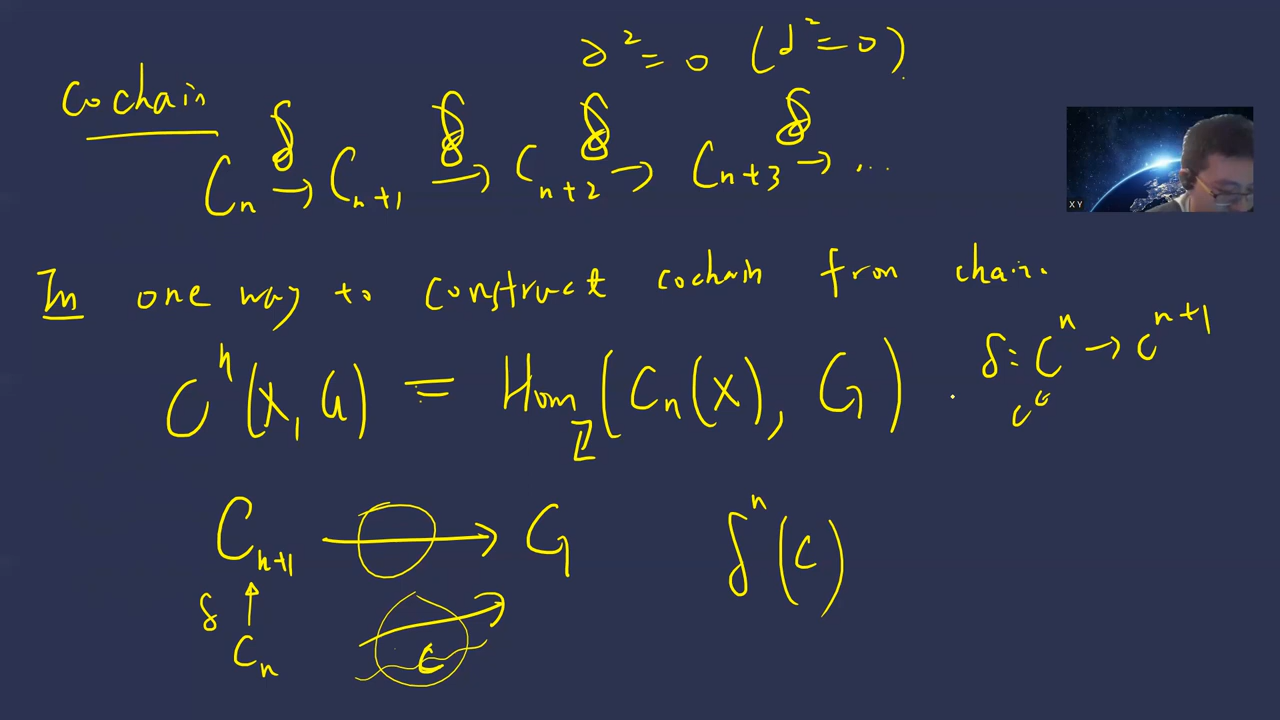 ∂² = 0 (d² = 0)
Cochain
δ δ δ δ
Cₙ → Cₙ₊₁ → Cₙ₊₂ → Cₙ₊₃ → ...
In one way to construct cochain from chain.
δ: Cⁿ → Cⁿ⁺¹
Cⁿ(X, G) = Hom_Z(Cₙ(X), G)
Cₙ₊₁ → G
δⁿ(c)
δ ↑
Cₙ
c
X Y